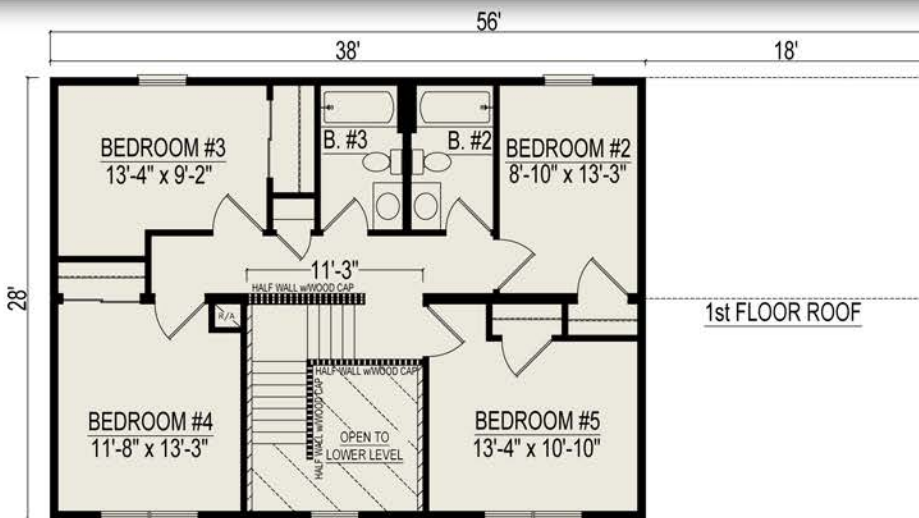 56'
38'
18'
28'
BEDROOM #3
13'-4" x 9'-2"
B. #3
B. #2
BEDROOM #2
8'-10" x 13'-3"
11'-3"
HALF WALL w/WOOD CAP
R/A
1st FLOOR ROOF
HALF WALL w/WOOD CAP
HALF WALL w/WOOD CAP
BEDROOM #4
11'-8" x 13'-3"
OPEN TO
LOWER LEVEL
BEDROOM #5
13'-4" x 10'-10"